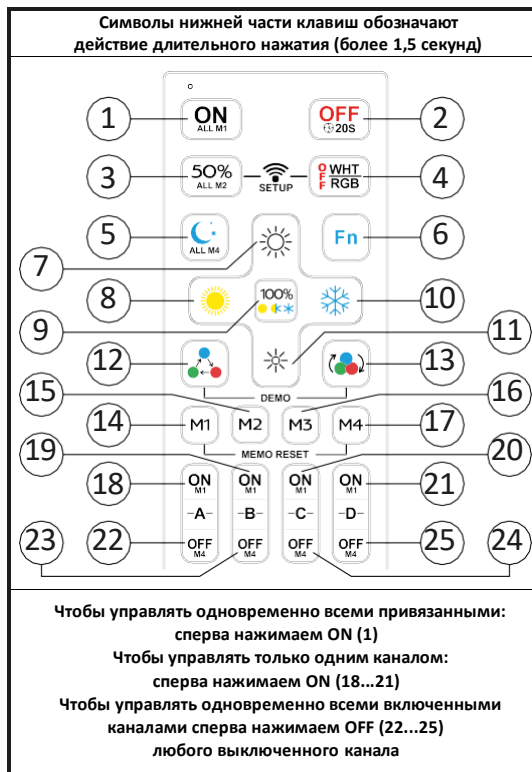 Символы нижней части клавиш обозначают
действие длительного нажатия (более 1,5 секунд)
1 ON ALL M1 OFF 20S 2
3 50% ALL M2 SETUP OFF WHT RGB 4
5 ALL M4 Fn 6
7
8 10
9 100%
11
12 13
DEMO
15 16
14 M1 M2 M3 M4 17
19 MEMO RESET 20
18 ON M1 ON M1 ON M1 ON M1 21
-A- -B- -C- -D-
23 22 OFF M4 OFF M4 OFF M4 OFF M4 25 24
Чтобы управлять одновременно всеми привязанными:
сперва нажимаем ON (1)
Чтобы управлять только одним каналом:
сперва нажимаем ON (18...21)
Чтобы управлять одновременно всеми включенными
каналами сперва нажимаем OFF (22...25)
любого выключенного канала